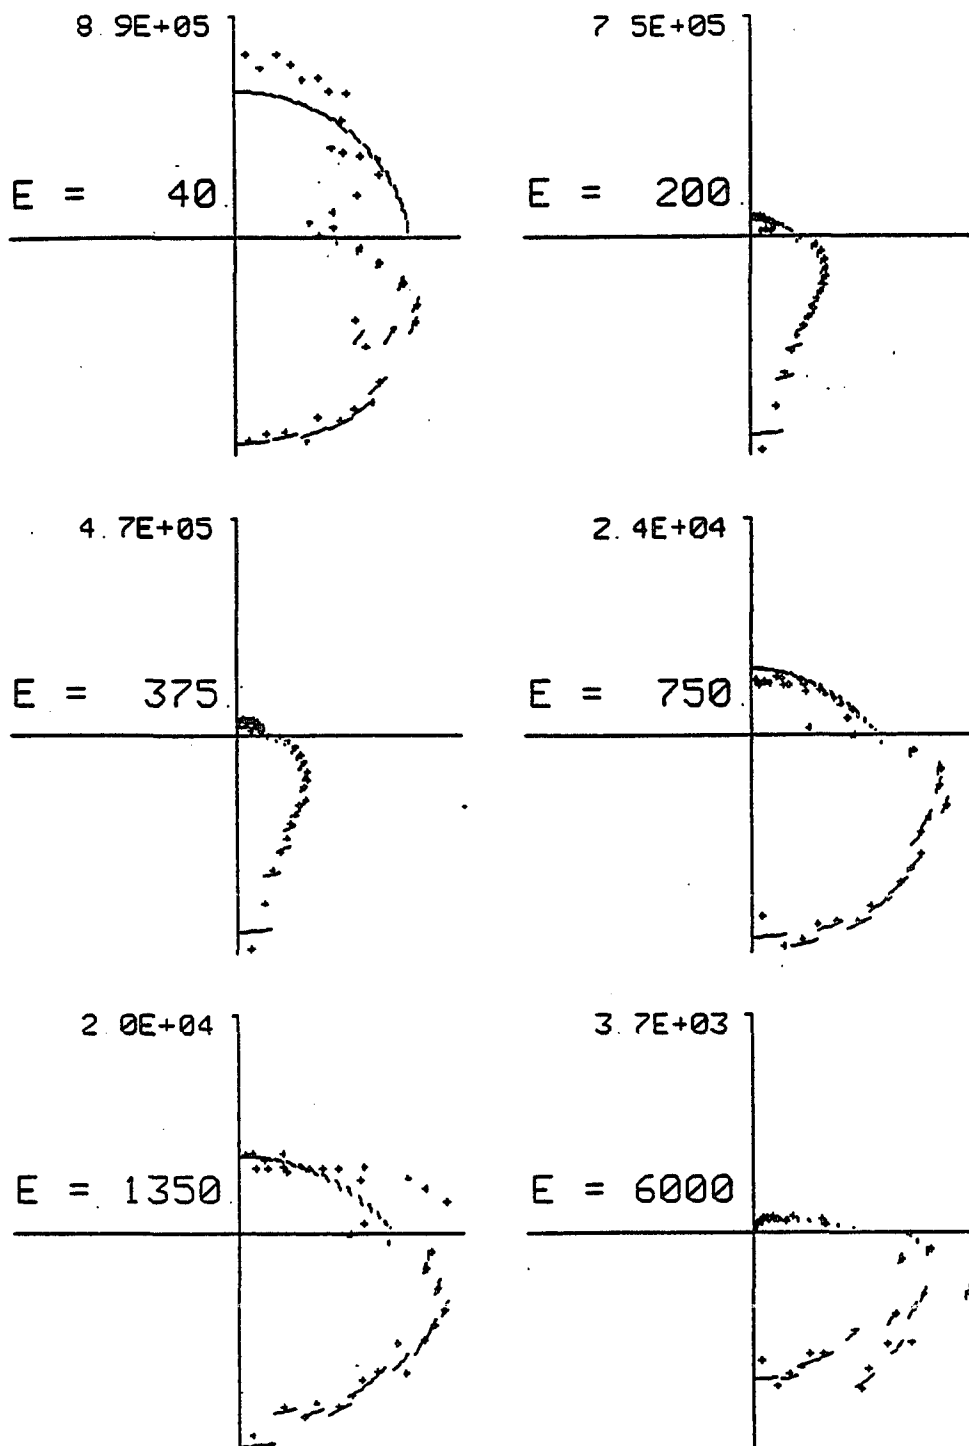 8.9E+05
E = 40
7.5E+05
E = 200
4.7E+05
E = 375
2.4E+04
E = 750
2.0E+04
E = 1350
3.7E+03
E = 6000